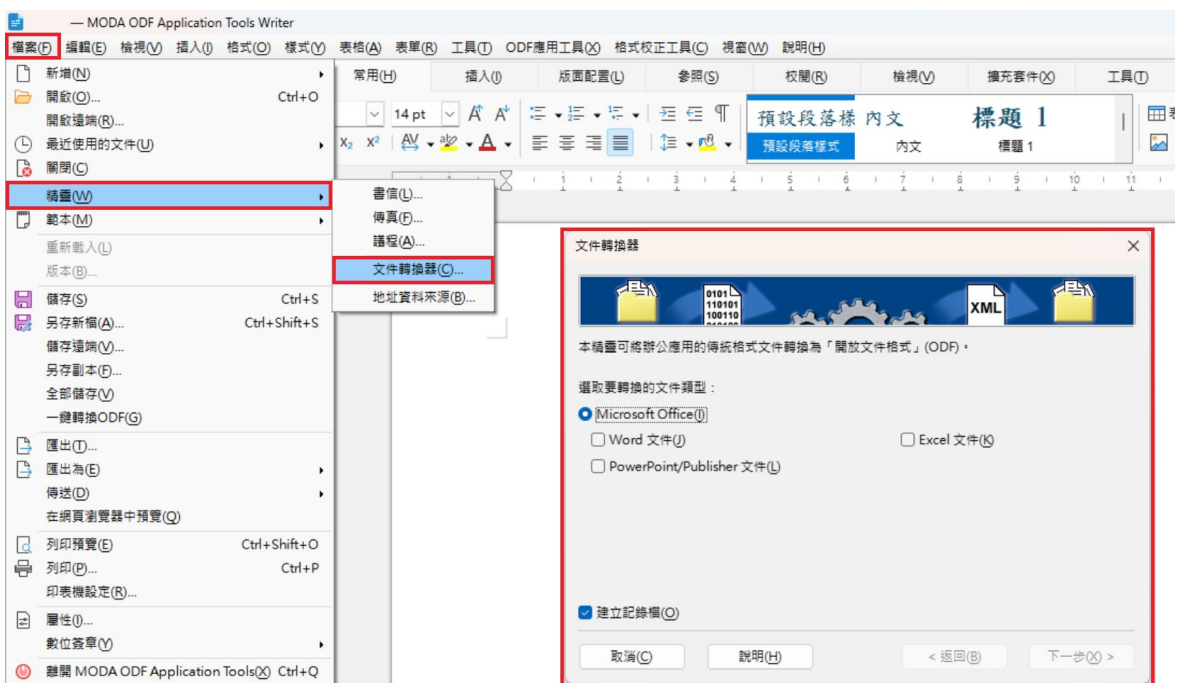 — MODA ODF Application Tools Writer
檔案(F) 編輯(E) 檢視(V) 插入(I) 格式(O) 樣式(Y) 表格(A) 表單(R) 工具(T) ODF應用工具(X) 格式校正工具(C) 視窗(W) 說明(H)
常用(H) 插入(I) 版面配置(L) 參照(S) 校閱(R) 檢視(V) 擴充套件(X) 工具(T)
14 pt
預設段落樣 內文 標題 1
預設段落樣式 內文 標題 1
1 2 3 4 5 6 7 8 9 10 11
新增(N)
開啟(O)... Ctrl+O
開啟遠端(R)...
最近使用的文件(U)
關閉(C)
精靈(W)
範本(M)
重新載入(L)
版本(B)...
儲存(S) Ctrl+S
另存新檔(A)... Ctrl+Shift+S
儲存遠端(V)...
另存副本(F)...
全部儲存(V)
一鍵轉換ODF(G)
匯出(T)...
匯出為(E)
傳送(D)
在網頁瀏覽器中預覽(Q)
列印預覽(E) Ctrl+Shift+O
列印(P)... Ctrl+P
印表機設定(R)...
屬性(I)...
數位簽章(Y)
離開 MODA ODF Application Tools(X) Ctrl+Q
書信(L)...
傳真(F)...
議程(A)...
文件轉換器(C)...
地址資料來源(B)...
文件轉換器
0101
110101
100110
XML
本精靈可將辦公應用的傳統格式文件轉換為「開放文件格式」(ODF)。
選取要轉換的文件類型：
Microsoft Office(I)
Word 文件(J) Excel 文件(K)
PowerPoint/Publisher 文件(L)
建立記錄檔(O)
取消(C) 說明(H) < 返回(B) 下一步(X) >